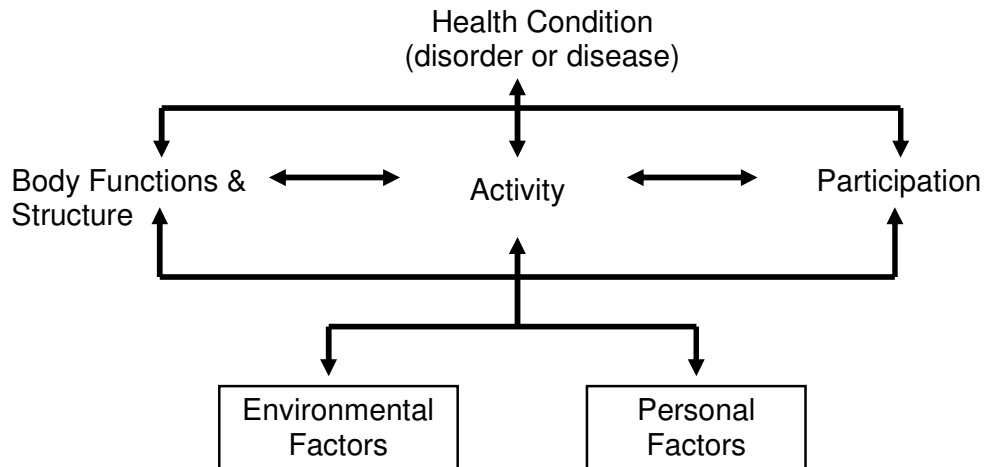 Health Condition
(disorder or disease)
Body Functions &
Structure
Activity
Participation
Environmental
Factors
Personal
Factors